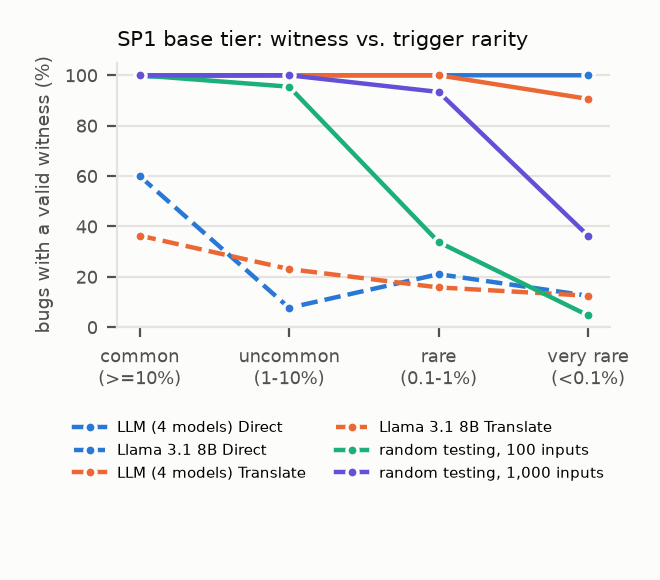 SP1 base tier: witness vs. trigger rarity
bugs with a valid witness (%)
100
80
60
40
20
0
common
(>=10%)
uncommon
(1-10%)
rare
(0.1-1%)
very rare
(<0.1%)
LLM (4 models) Direct
Llama 3.1 8B Direct
LLM (4 models) Translate
Llama 3.1 8B Translate
random testing, 100 inputs
random testing, 1,000 inputs